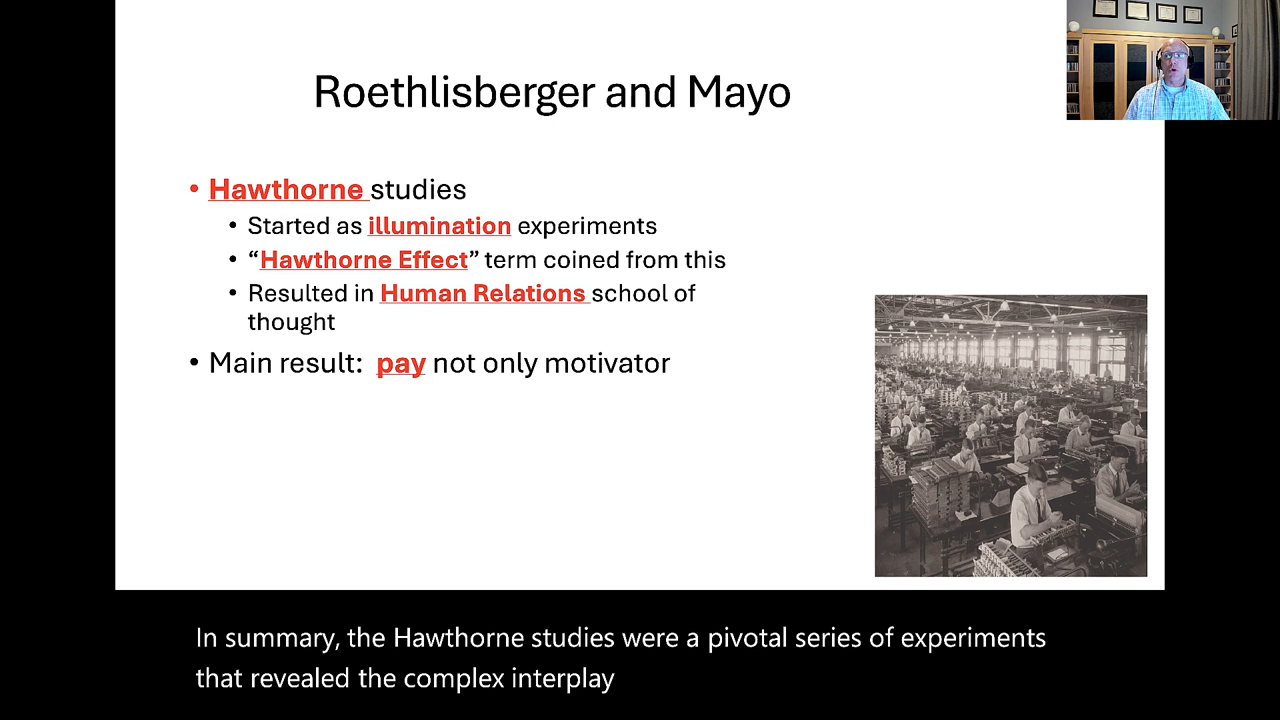 Roethlisberger and Mayo
• Hawthorne studies
• Started as illumination experiments
• “Hawthorne Effect” term coined from this
• Resulted in Human Relations school of
thought
• Main result: pay not only motivator
In summary, the Hawthorne studies were a pivotal series of experiments
that revealed the complex interplay